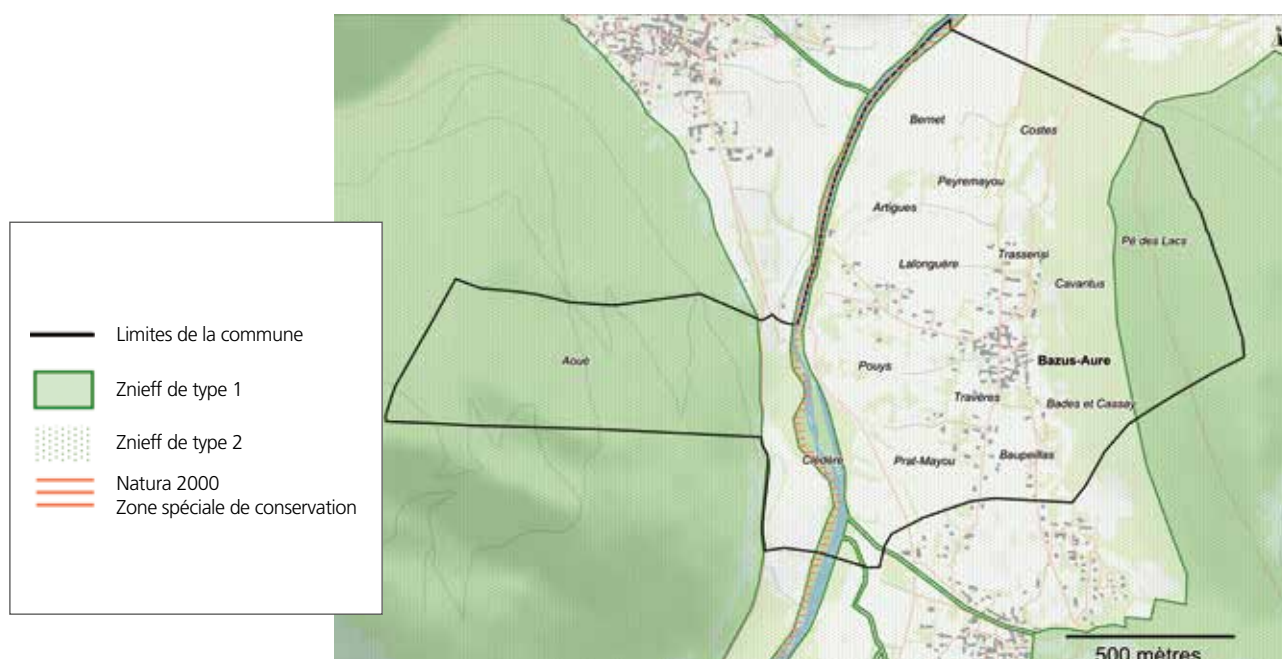 Limites de la commune
Znieff de type 1
Znieff de type 2
Natura 2000
Zone spéciale de conservation
Bernet
Costes
Peyremayou
Artigues
Pé des Lacs
Trassensi
Lalonguère
Cavantus
Aoué
Bazus-Aure
Pouys
Travères
Bades et Cassay
Baupeillas
Clédère
Prat-Mayou
500 mètres